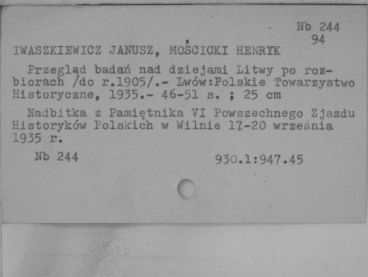 Nb 244
94
IWASZKIEWICZ JANUSZ, MOŚCICKI HENRYK
Przegląd badań nad dziejami Litwy po roz-
biorach /do r.1905/.- Lwów:Polskie Towarzystwo
Historyczne, 1935.- 46-51 s. ; 25 cm
Nadbitka z Pamiętnika VI Powszechnego Zjazdu
Historyków Polskich w Wilnie 17-20 września
1935 r.
Nb 244 930.1:947.45